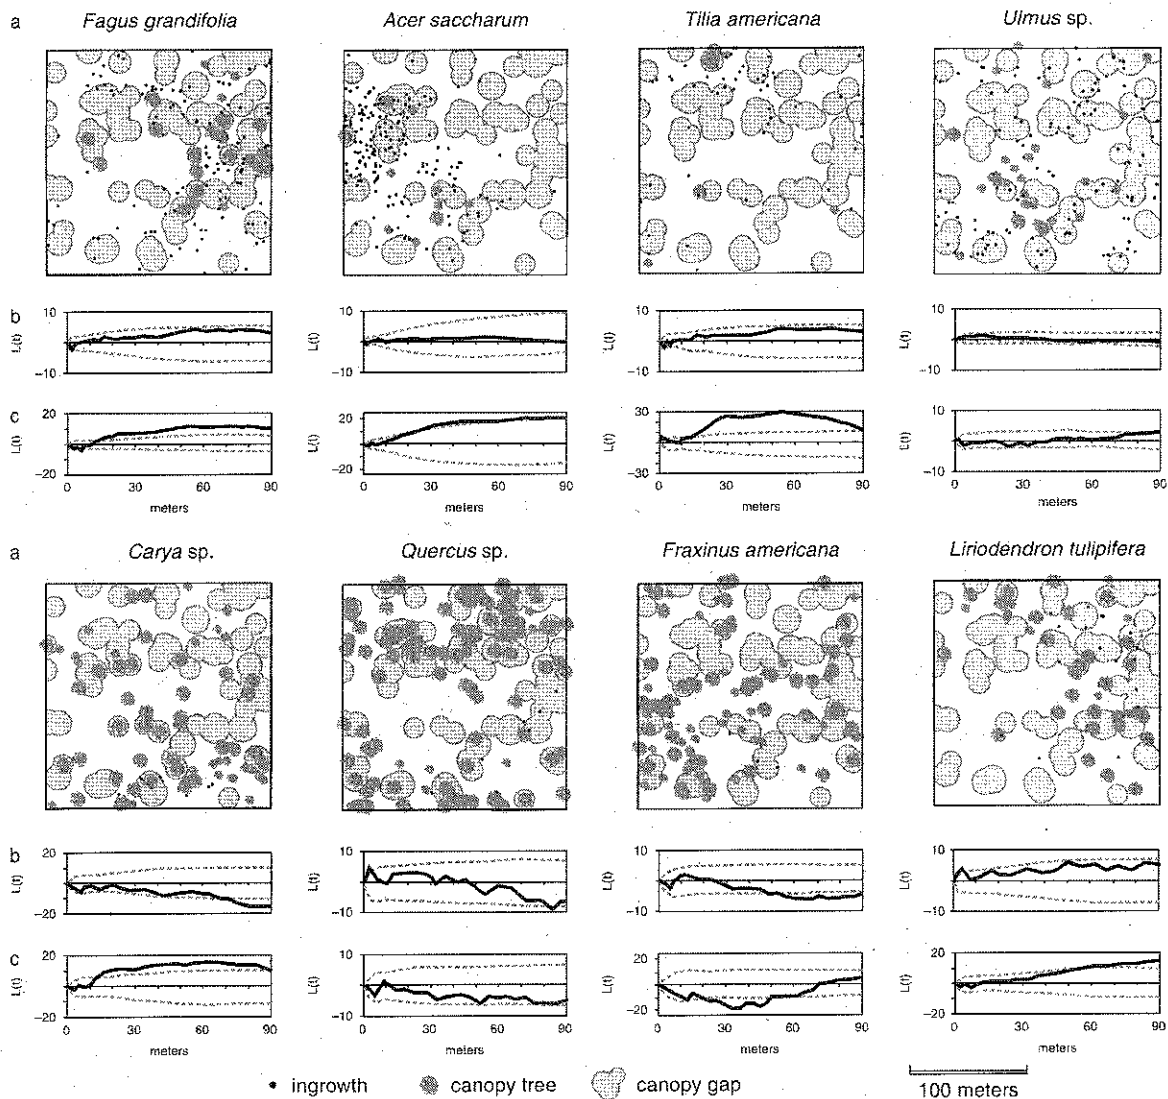 a Fagus grandifolia Acer saccharum Tilia americana Ulmus sp.
b L(t) 10 -10 L(t) 10 -10 L(t) 10 -10 L(t) 10 -10
c L(t) 20 -20 L(t) 20 -20 L(t) 30 -30 L(t) 10 -10
0 30 60 90 0 30 60 90 0 30 60 90 0 30 60 90
meters meters meters meters
a Carya sp. Quercus sp. Fraxinus americana Liriodendron tulipifera
b L(t) 20 -20 L(t) 10 -10 L(t) 10 -10 L(t) 10 -10
c L(t) 20 -20 L(t) 10 -10 L(t) 20 -20 L(t) 20 -20
0 30 60 90 0 30 60 90 0 30 60 90 0 30 60 90
meters meters meters meters
ingrowth canopy tree canopy gap 100 meters